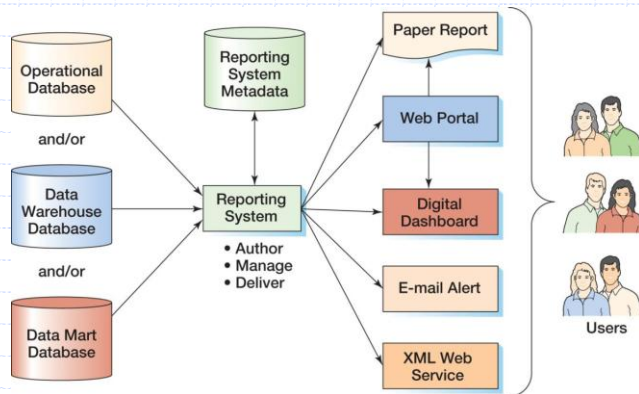 Operational
Database
and/or
Data
Warehouse
Database
and/or
Data Mart
Database
Reporting
System
Metadata
Reporting
System
• Author
• Manage
• Deliver
Paper Report
Web Portal
Digital
Dashboard
E-mail Alert
XML Web
Service
Users